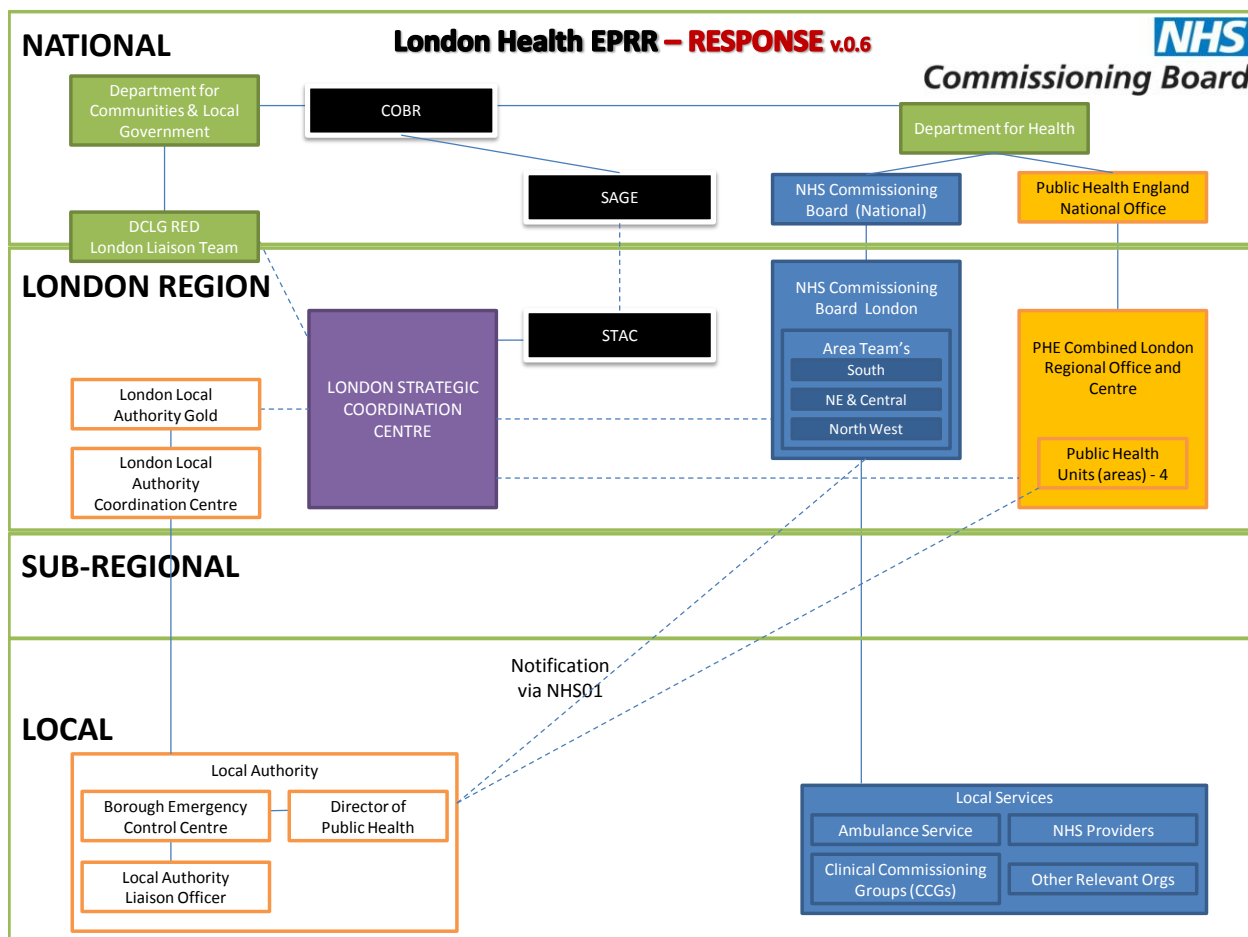 NATIONAL
London Health EPRR – RESPONSE v.0.6
NHS
Commissioning Board
Department for
Communities & Local
Government
COBR
Department for Health
SAGE
NHS Commissioning
Board (National)
Public Health England
National Office
DCLG RED
London Liaison Team
LONDON REGION
NHS Commissioning
Board London
STAC
Area Team's
South
NE & Central
North West
PHE Combined London
Regional Office and
Centre
Public Health
Units (areas) - 4
LONDON STRATEGIC
COORDINATION
CENTRE
London Local
Authority Gold
London Local
Authority
Coordination Centre
SUB-REGIONAL
Notification
via NHS01
LOCAL
Local Authority
Borough Emergency
Control Centre
Director of
Public Health
Local Authority
Liaison Officer
Local Services
Ambulance Service
NHS Providers
Clinical Commissioning
Groups (CCGs)
Other Relevant Orgs